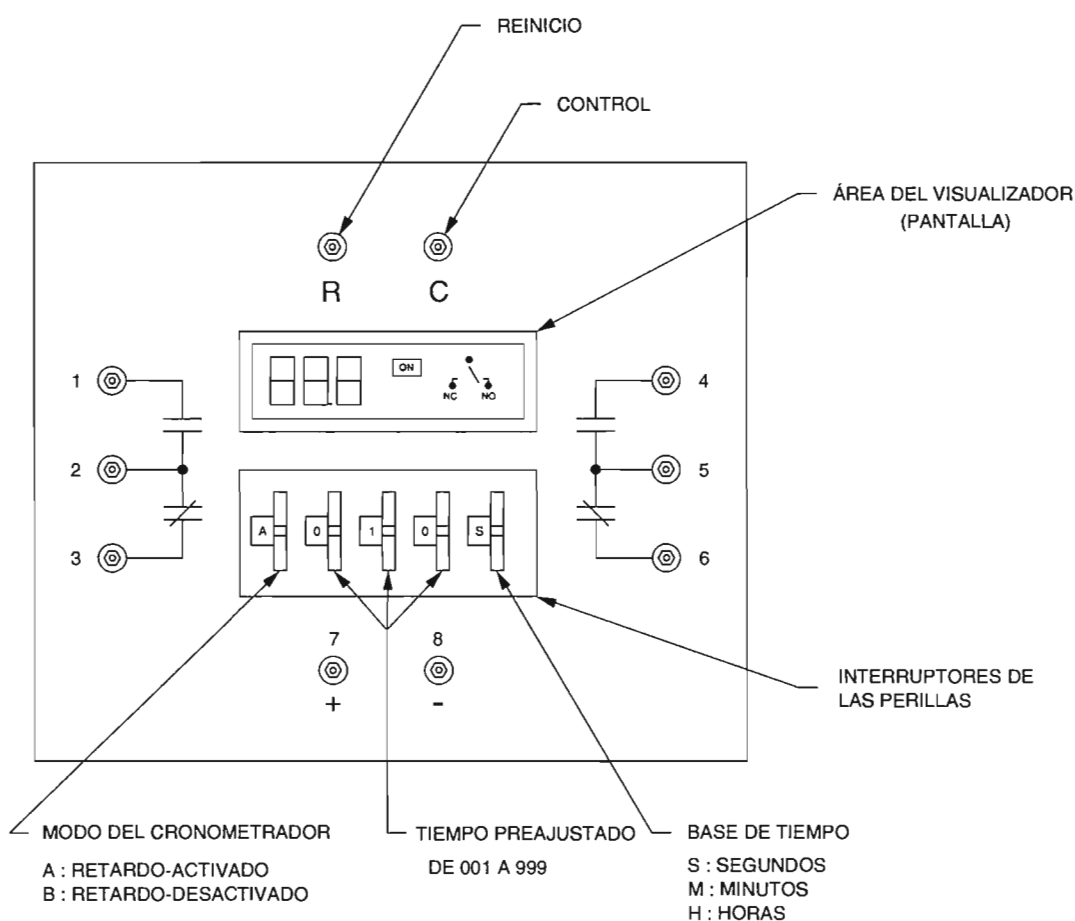 REINICIO
CONTROL
ÁREA DEL VISUALIZADOR
(PANTALLA)
R C
ON
NC NO
1
2
3
4
5
6
A 0 1 0 S
7 8
+ -
INTERRUPTORES DE
LAS PERILLAS
MODO DEL CRONOMETRADOR
A : RETARDO-ACTIVADO
B : RETARDO-DESACTIVADO
TIEMPO PREAJUSTADO
DE 001 A 999
BASE DE TIEMPO
S : SEGUNDOS
M : MINUTOS
H : HORAS